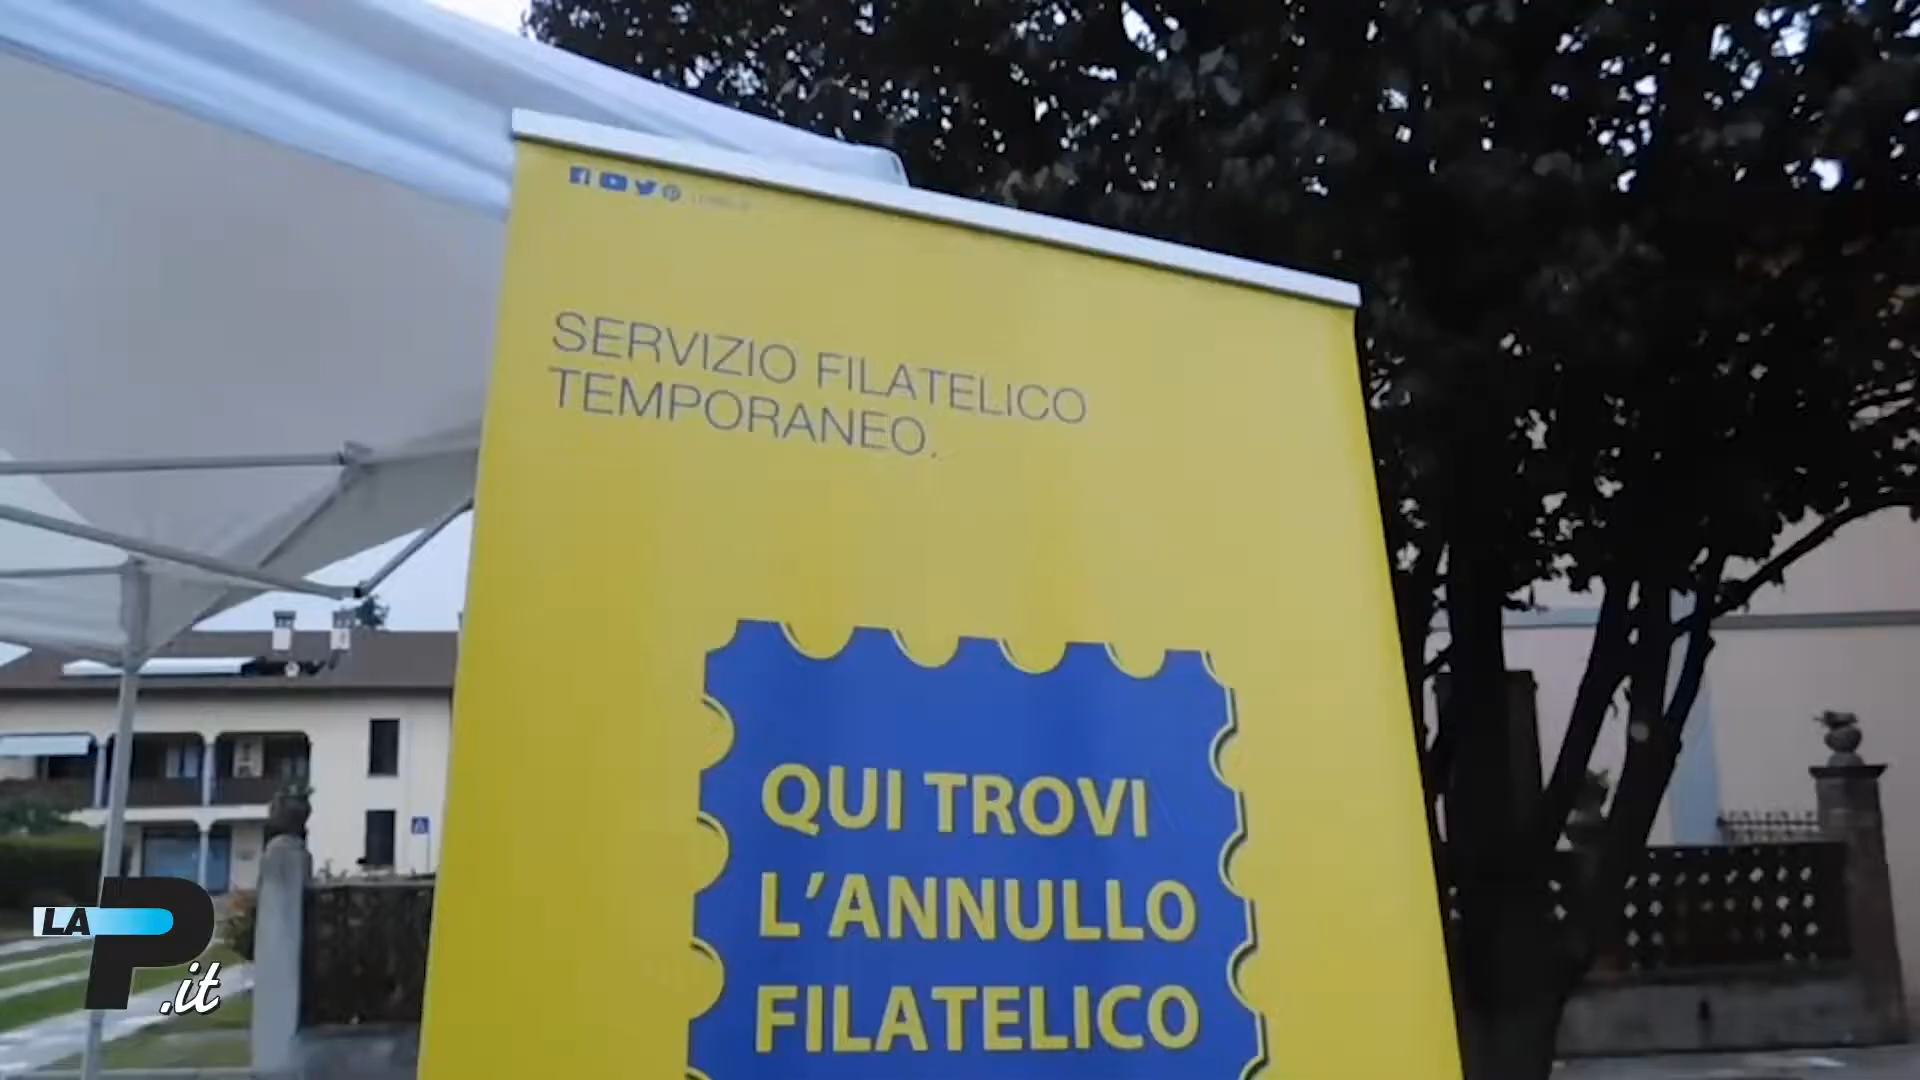 SERVIZIO FILATELICO
TEMPORANEO.
QUI TROVI
L'ANNULLO
FILATELICO
LA P.it